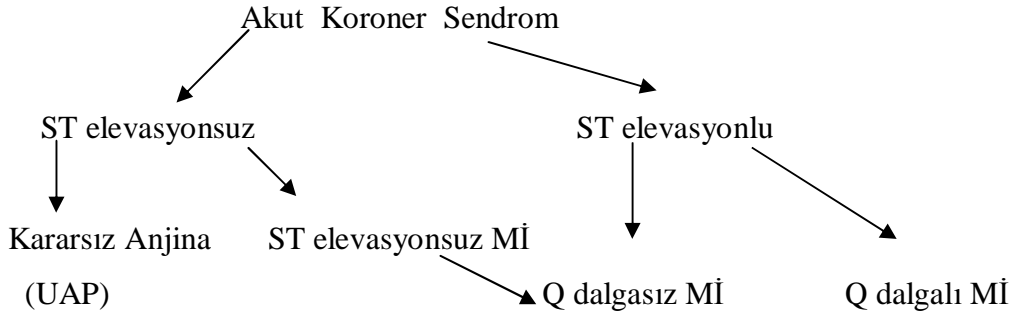 Akut Koroner Sendrom
ST elevasyonsuz ST elevasyonlu
Kararsız Anjina ST elevasyonsuz Mİ
(UAP) Q dalgasız Mİ Q dalgalı Mİ